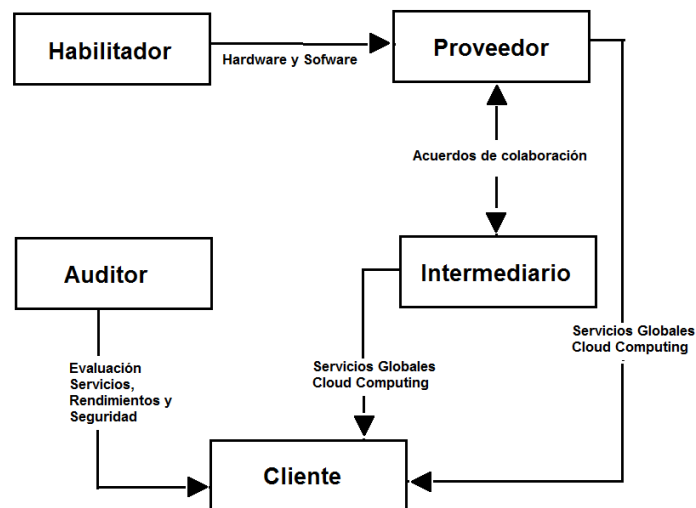 Habilitador
Hardware y Sofware
Proveedor
Acuerdos de colaboración
Auditor
Intermediario
Servicios Globales
Cloud Computing
Evaluación
Servicios,
Rendimientos y
Seguridad
Servicios Globales
Cloud Computing
Cliente